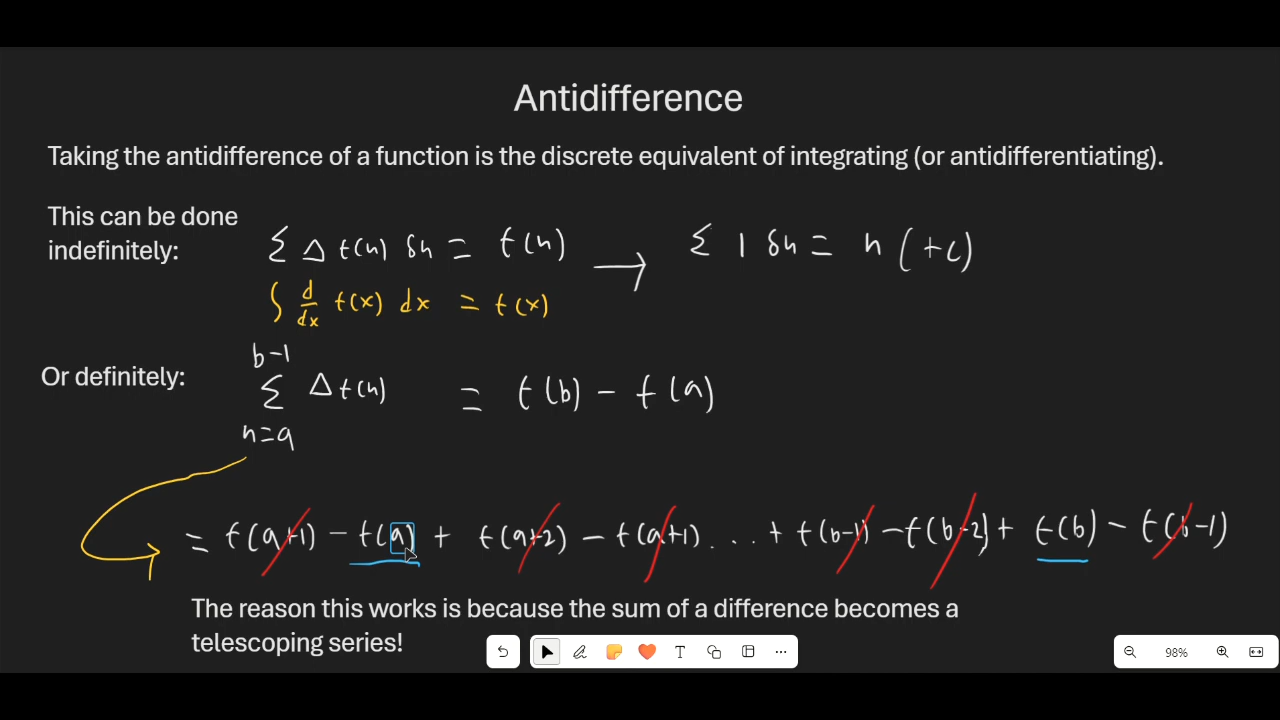 Antidifference
Taking the antidifference of a function is the discrete equivalent of integrating (or antidifferentiating).
This can be done
indefinitely:
Σ Δ f(n) δn = f(n) → Σ 1 δn = n (+c)
∫ d/dx f(x) dx = f(x)
Or definitely:
b-1
Σ Δ f(n) = f(b) - f(a)
n=a
= f(a+1) - f(a) + f(a+2) - f(a+1) ... + f(b-1) - f(b-2) + f(b) - f(b-1)
The reason this works is because the sum of a difference becomes a
telescoping series!
T
98%